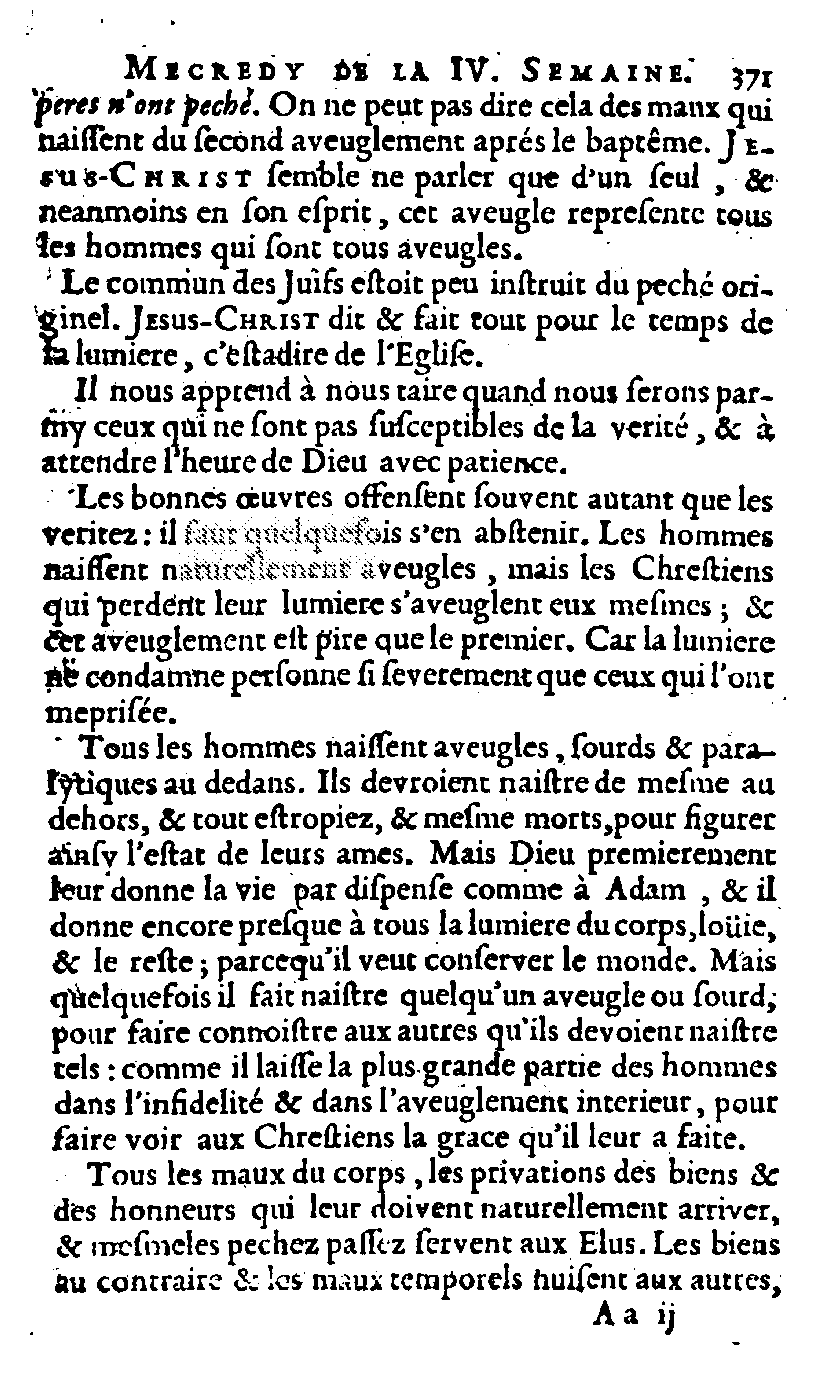 MECREDY DE LA IV. SEMAINE. 371
peres n'ont peché. On ne peut pas dire cela des maux qui
naiſſent du ſecond aveuglement aprés le baptême. JE-
SUS-CHRIST ſemble ne parler que d'un ſeul, &
neanmoins en ſon eſprit, cet aveugle repreſente tous
les hommes qui ſont tous aveugles.
Le commun des Juifs eſtoit peu inſtruit du peché ori-
ginel. JESUS-CHRIST dit & fait tout pour le temps de
la lumiere, c'eſtadire de l'Egliſe.
Il nous apprend à nous taire quand nous ſerons par-
my ceux qui ne ſont pas ſuſceptibles de la verité, & à
attendre l'heure de Dieu avec patience.
Les bonnes œuvres offenſent ſouvent autant que les
veritez: il faut quelquefois s'en abſtenir. Les hommes
naiſſent naturellement aveugles, mais les Chreſtiens
qui perdent leur lumiere s'aveuglent eux meſmes; &
cet aveuglement eſt pire que le premier. Car la lumiere
ne condamne perſonne ſi ſeverement que ceux qui l'ont
mepriſée.
Tous les hommes naiſſent aveugles, ſourds & para-
lytiques au dedans. Ils devroient naiſtre de meſme au
dehors, & tout eſtropiez, & meſme morts, pour figurer
ainſy l'eſtat de leurs ames. Mais Dieu premierement
leur donne la vie par diſpenſe comme à Adam, & il
donne encore preſque à tous la lumiere du corps, loüie,
& le reſte; parcequ'il veut conſerver le monde. Mais
quelquefois il fait naiſtre quelqu'un aveugle ou ſourd,
pour faire connoiſtre aux autres qu'ils devoient naiſtre
tels: comme il laiſſe la plus grande partie des hommes
dans l'infidelité & dans l'aveuglement interieur, pour
faire voir aux Chreſtiens la grace qu'il leur a faite.
Tous les maux du corps, les privations des biens &
des honneurs qui leur doivent naturellement arriver,
& meſmeles pechez paſſez ſervent aux Elus. Les biens
au contraire & les maux temporels nuiſent aux autres,
A a ij